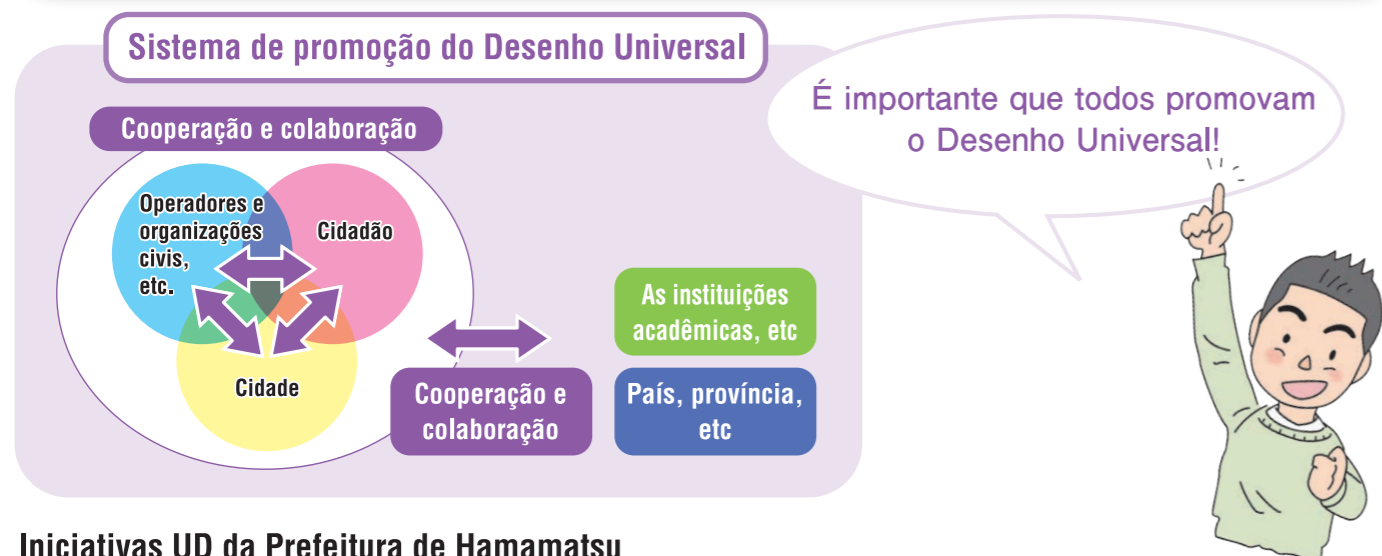 Sistema de promoção do Desenho Universal
É importante que todos promovam
o Desenho Universal!
Cooperação e colaboração
Operadores e
organizações
civis,
etc.
Cidadão
Cidade
Cooperação e
colaboração
As instituições
acadêmicas, etc
País, província,
etc
Iniciativas UD da Prefeitura de Hamamatsu